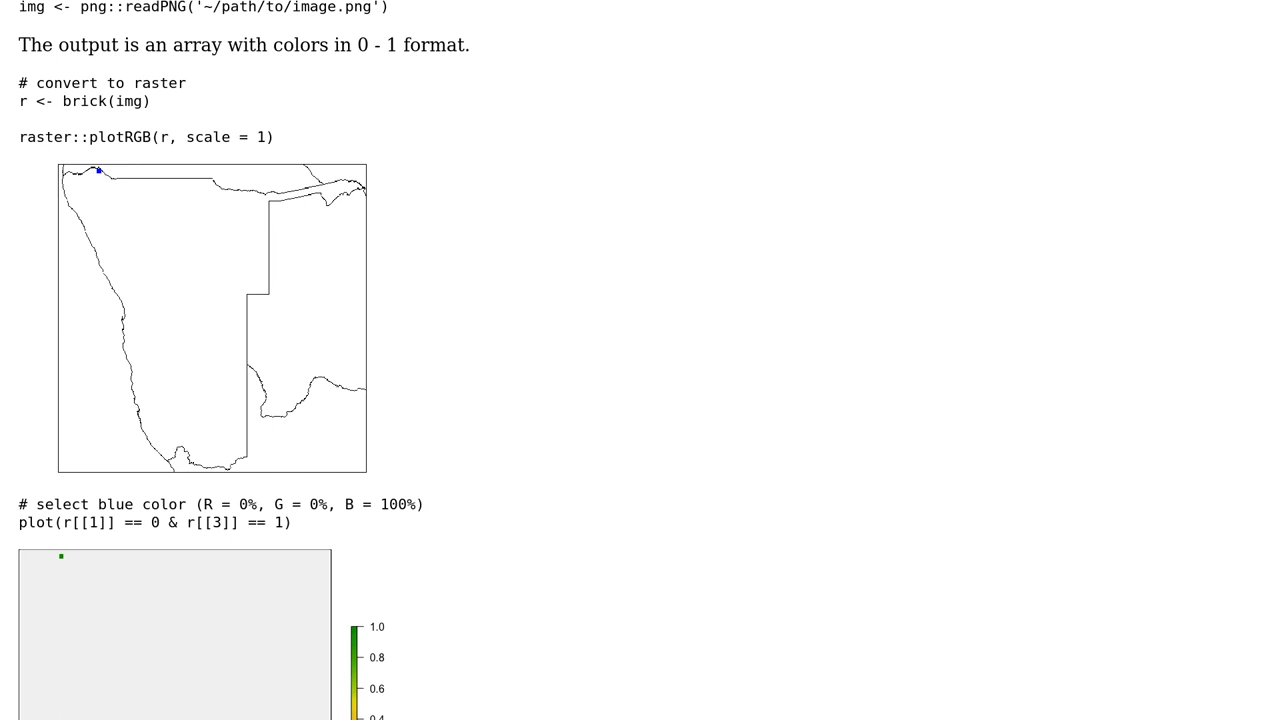 img <- png::readPNG('~/path/to/image.png')
The output is an array with colors in 0 - 1 format.
# convert to raster
r <- brick(img)
raster::plotRGB(r, scale = 1)
# select blue color (R = 0%, G = 0%, B = 100%)
plot(r[[1]] == 0 & r[[3]] == 1)
1.0
0.8
0.6
0.4